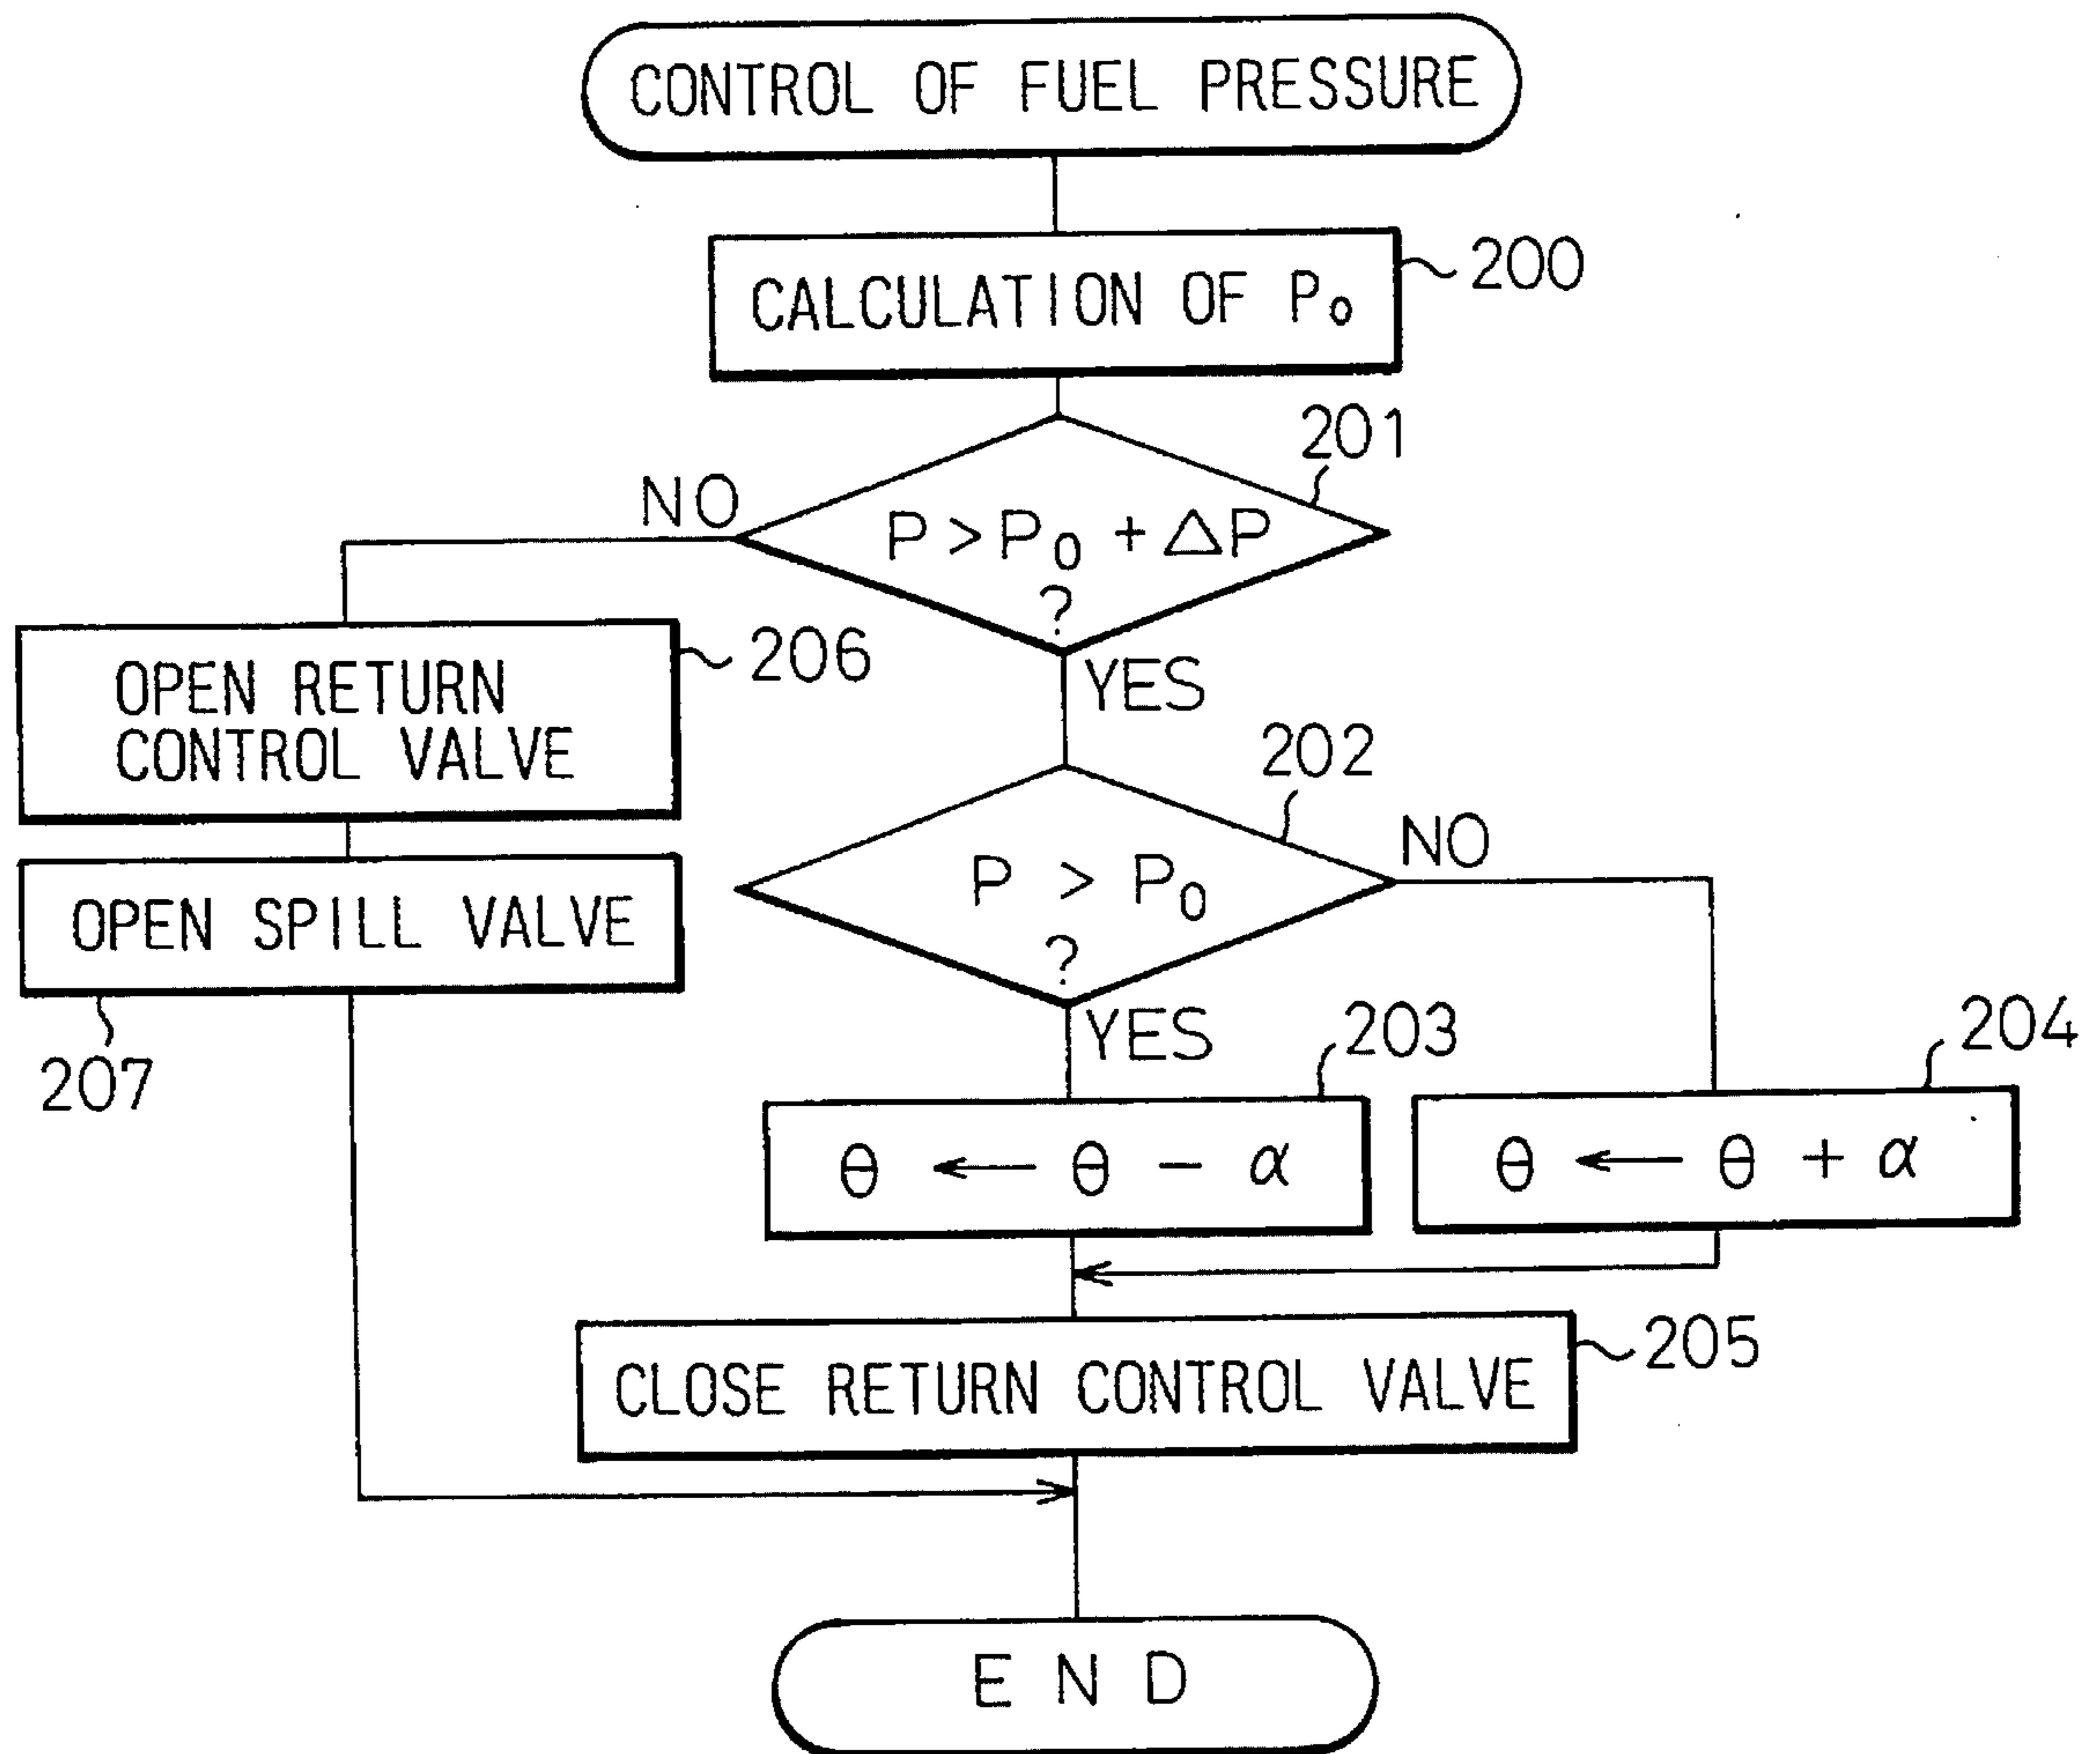 CONTROL OF FUEL PRESSURE
200
CALCULATION OF P₀
201
NO
P > P₀ + ΔP
?
YES
206
OPEN RETURN
CONTROL VALVE
202
NO
P > P₀
?
YES
OPEN SPILL VALVE
207
203
204
θ ← θ − α
θ ← θ + α
205
CLOSE RETURN CONTROL VALVE
END